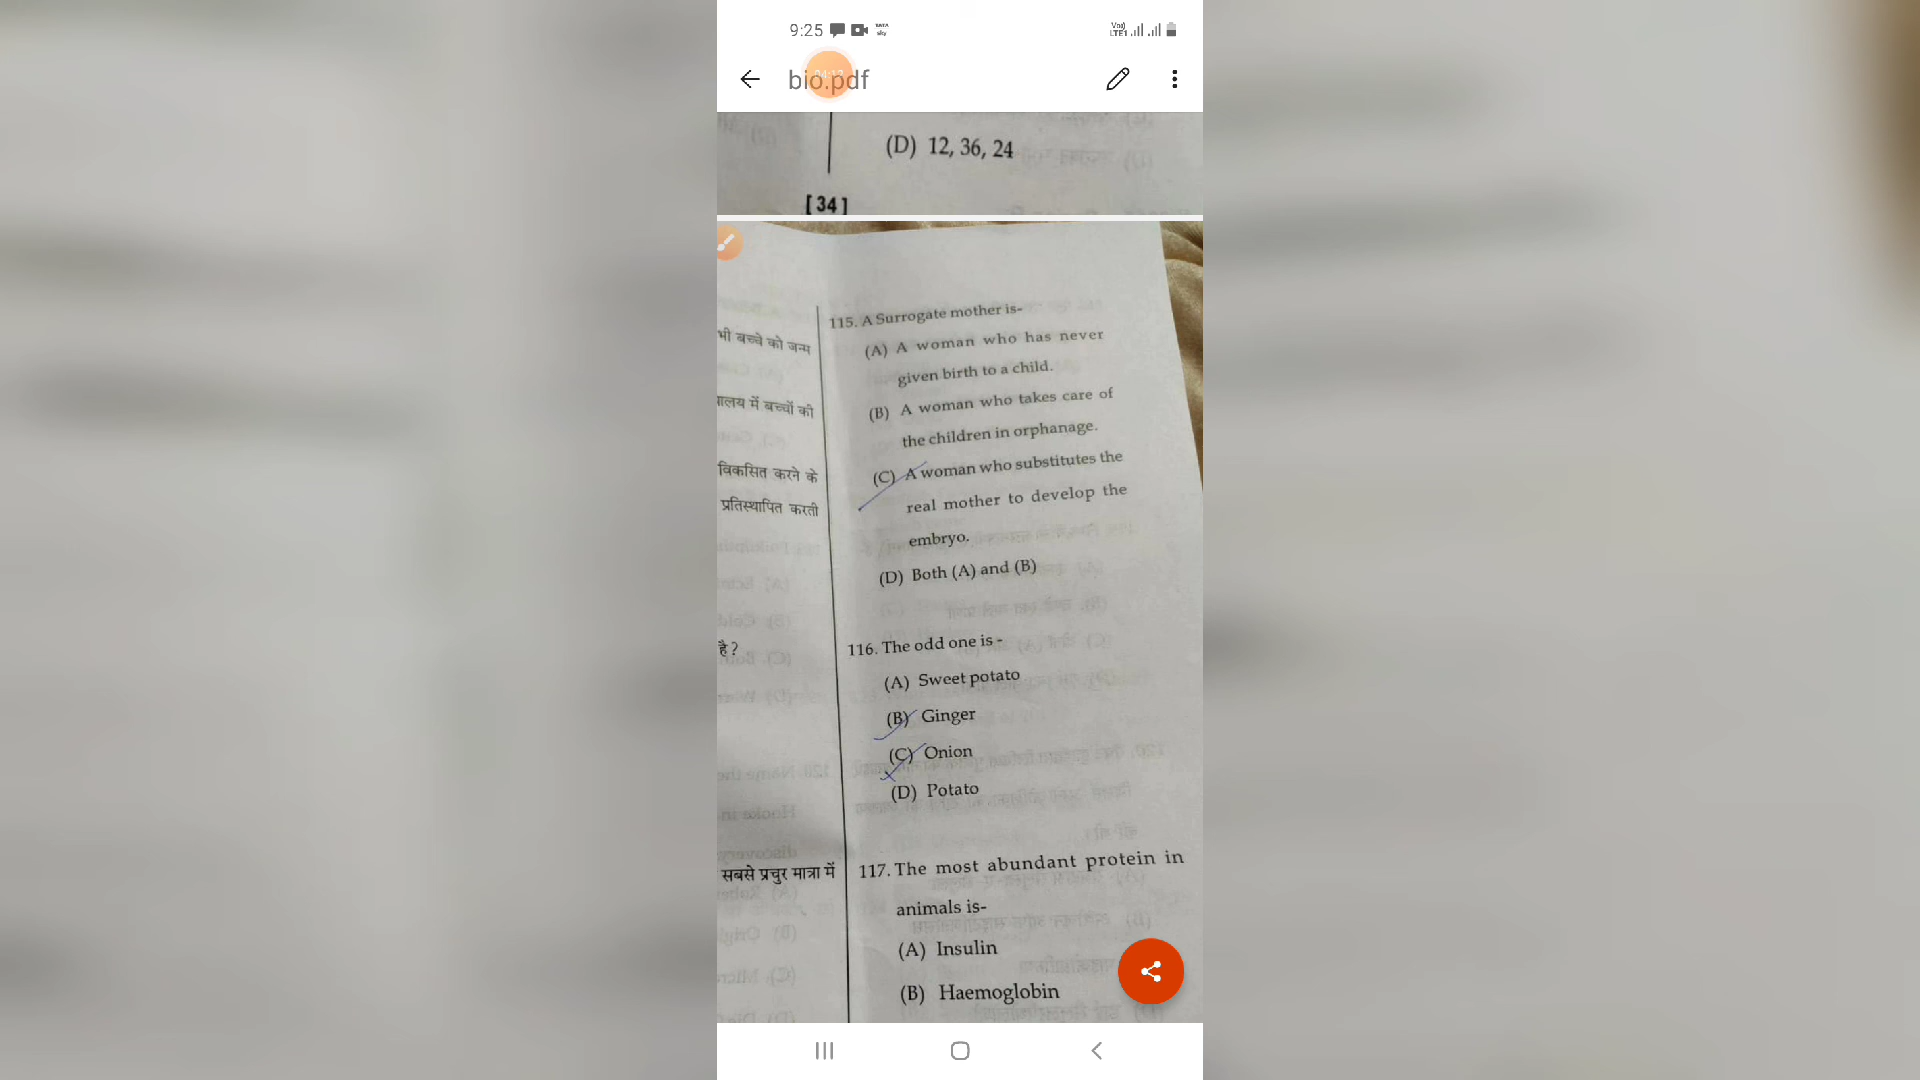 9:25
bio.pdf
(D) 12, 36, 24
[ 34 ]
भी बच्चे को जन्म
बच्चों की
विकसित करने के
प्रतिस्थापित करती
है ?
सबसे प्रचुर मात्रा में
115. A Surrogate mother is-
(A) A woman who has never
given birth to a child.
(B) A woman who takes care of
the children in orphanage.
(C) A woman who substitutes the
real mother to develop the
embryo.
(D) Both (A) and (B)
116. The odd one is -
(A) Sweet potato
(B) Ginger
(C) Onion
(D) Potato
117. The most abundant protein in
animals is-
(A) Insulin
(B) Haemoglobin